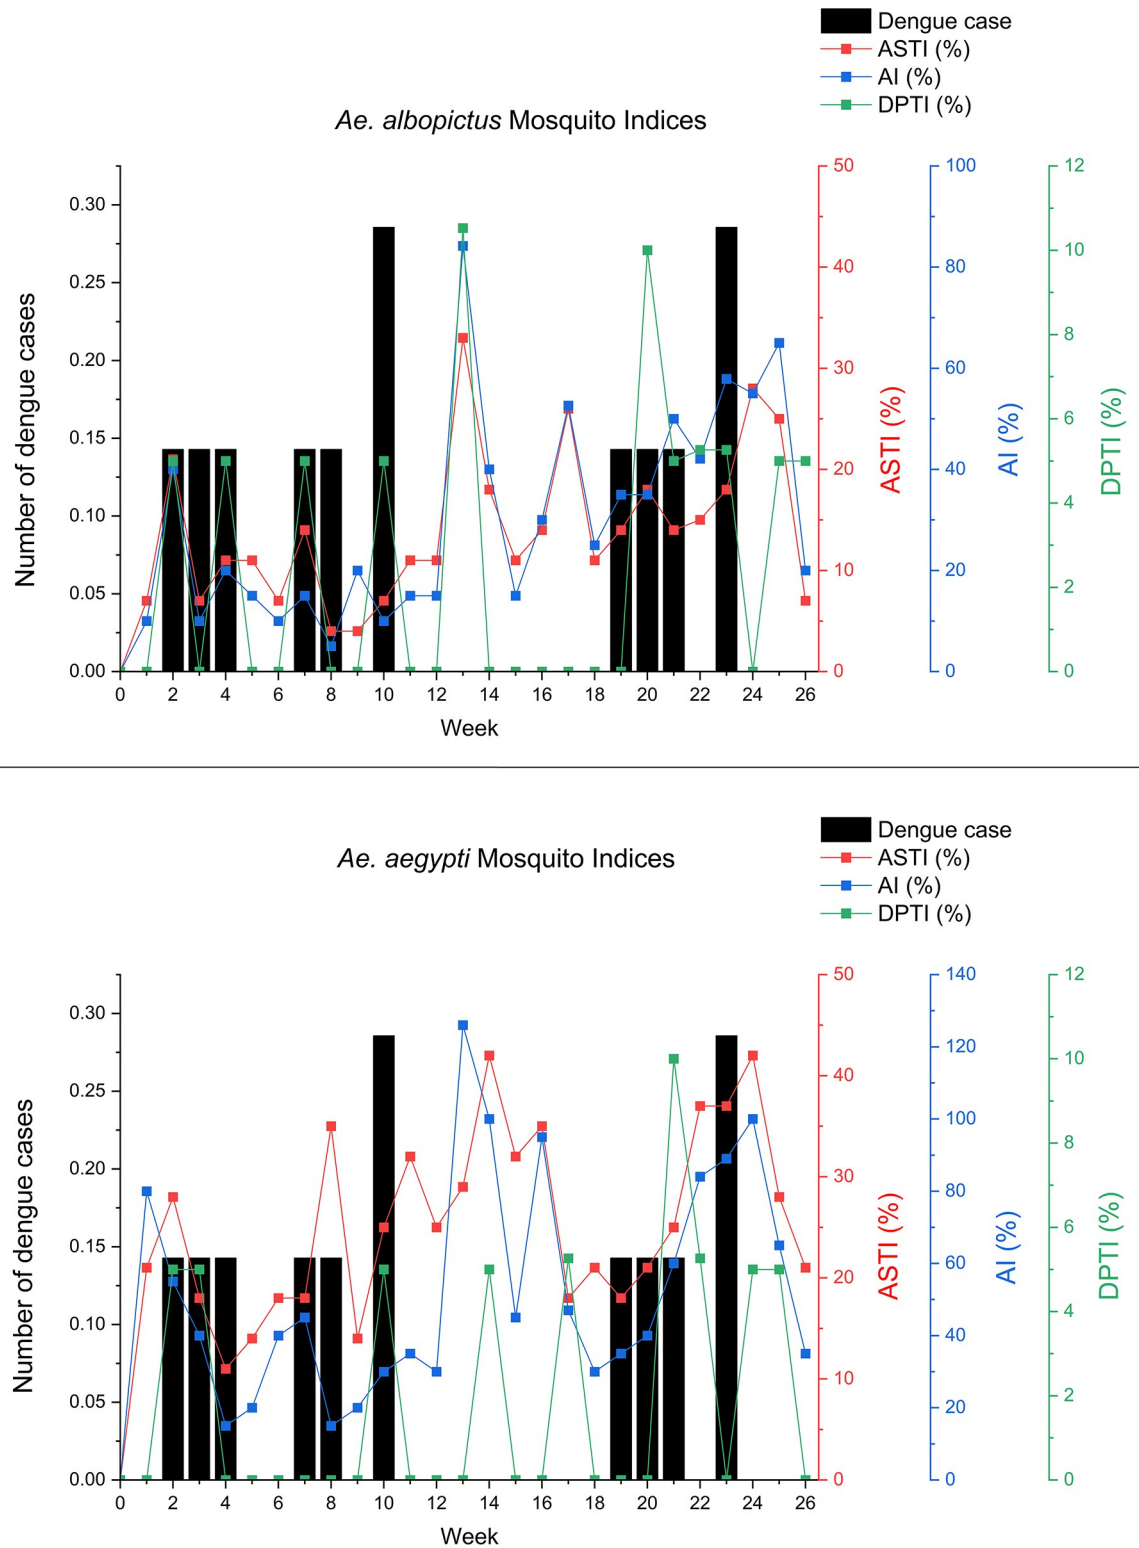 Dengue case
ASTI (%)
AI (%)
DPTI (%)
Ae. albopictus Mosquito Indices
Number of dengue cases
0.30
0.25
0.20
0.15
0.10
0.05
0.00
0 2 4 6 8 10 12 14 16 18 20 22 24 26
Week
50
40
30
20
10
0
ASTI (%)
100
80
60
40
20
0
AI (%)
12
10
8
6
4
2
0
DPTI (%)
Dengue case
ASTI (%)
AI (%)
DPTI (%)
Ae. aegypti Mosquito Indices
Number of dengue cases
0.30
0.25
0.20
0.15
0.10
0.05
0.00
0 2 4 6 8 10 12 14 16 18 20 22 24 26
Week
50
40
30
20
10
0
ASTI (%)
140
120
100
80
60
40
20
0
AI (%)
12
10
8
6
4
2
0
DPTI (%)